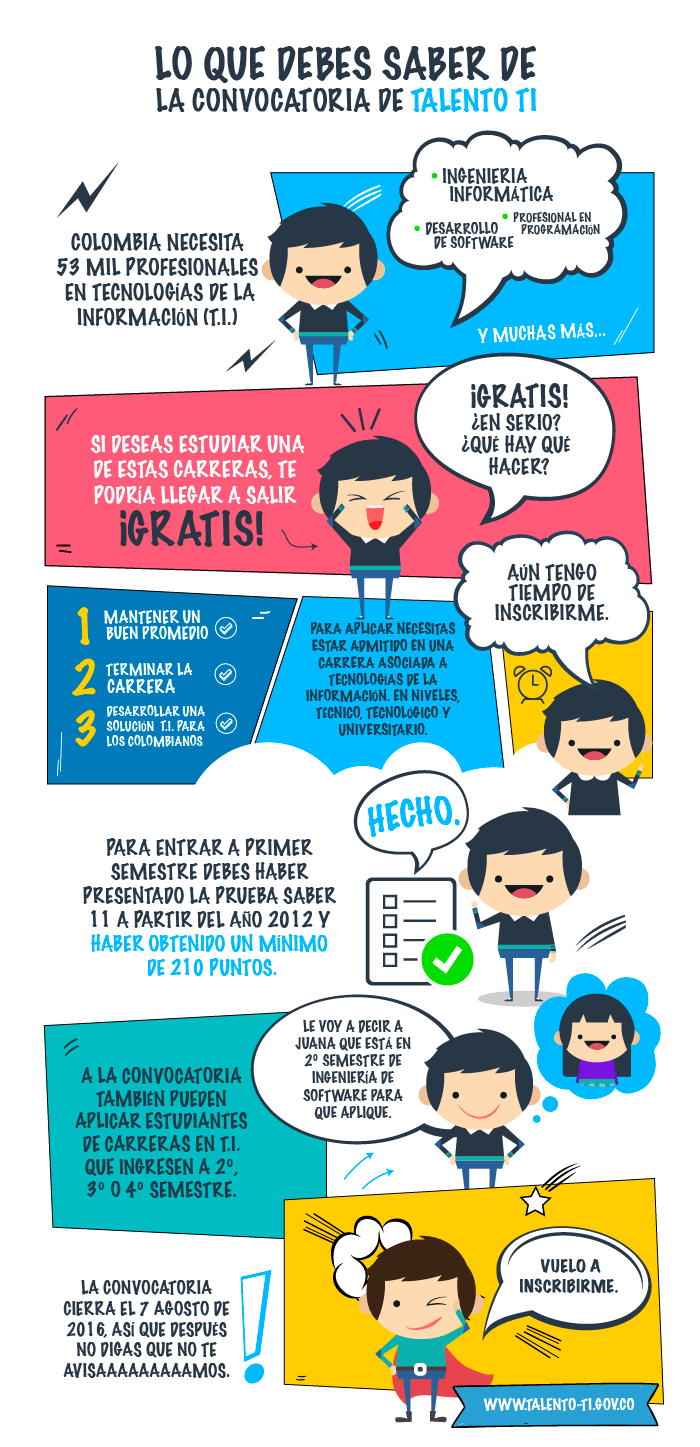 LO QUE DEBES SABER DE
LA CONVOCATORIA DE TALENTO TI
COLOMBIA NECESITA
53 MIL PROFESIONALES
EN TECNOLOGÍAS DE LA
INFORMACIÓN (T.I.)
• INGENIERIA
INFORMÁTICA
• DESARROLLO
DE SOFTWARE
• PROFESIONAL EN
PROGRAMACIÓN
Y MUCHAS MÁS...
SI DESEAS ESTUDIAR UNA
DE ESTAS CARRERAS, TE
PODRÍA LLEGAR A SALIR
¡GRATIS!
¡GRATIS!
¿EN SERIO?
¿QUÉ HAY QUÉ
HACER?
1 MANTENER UN
BUEN PROMEDIO
2 TERMINAR LA
CARRERA
3 DESARROLLAR UNA
SOLUCIÓN T.I. PARA
LOS COLOMBIANOS
PARA APLICAR NECESITAS
ESTAR ADMITIDO EN UNA
CARRERA ASOCIADA A
TECNOLOGÍAS DE LA
INFORMACIÓN. EN NIVELES,
TÉCNICO, TECNOLÓGICO Y
UNIVERSITARIO.
AÚN TENGO
TIEMPO DE
INSCRIBIRME.
HECHO.
PARA ENTRAR A PRIMER
SEMESTRE DEBES HABER
PRESENTADO LA PRUEBA SABER
11 A PARTIR DEL AÑO 2012 Y
HABER OBTENIDO UN MÍNIMO
DE 210 PUNTOS.
LE VOY A DECIR A
JUANA QUE ESTÁ EN
2º SEMESTRE DE
INGENIERÍA DE
SOFTWARE PARA
QUE APLIQUE.
A LA CONVOCATORIA
TAMBIÉN PUEDEN
APLICAR ESTUDIANTES
DE CARRERAS EN T.I.
QUE INGRESEN A 2º,
3º O 4º SEMESTRE.
VUELO A
INSCRIBIRME.
LA CONVOCATORIA
CIERRA EL 7 AGOSTO DE
2016, ASÍ QUE DESPUÉS
NO DIGAS QUE NO TE
AVISAAAAAAAAAMOS.
!
WWW.TALENTO-TI.GOV.CO